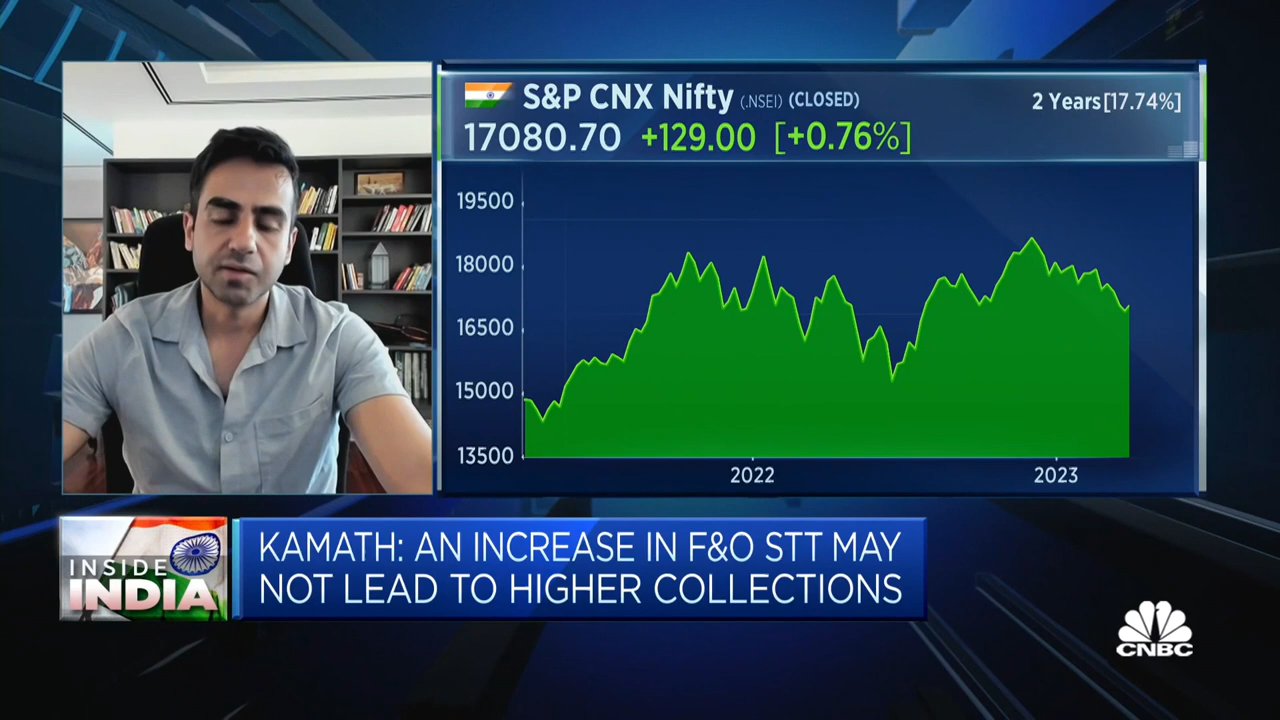 S&P CNX Nifty (.NSEI) (CLOSED)
2 Years[17.74%]
17080.70 +129.00 [+0.76%]
19500
18000
16500
15000
13500
2022
2023
INSIDE
INDIA
KAMATH: AN INCREASE IN F&O STT MAY
NOT LEAD TO HIGHER COLLECTIONS
CNBC